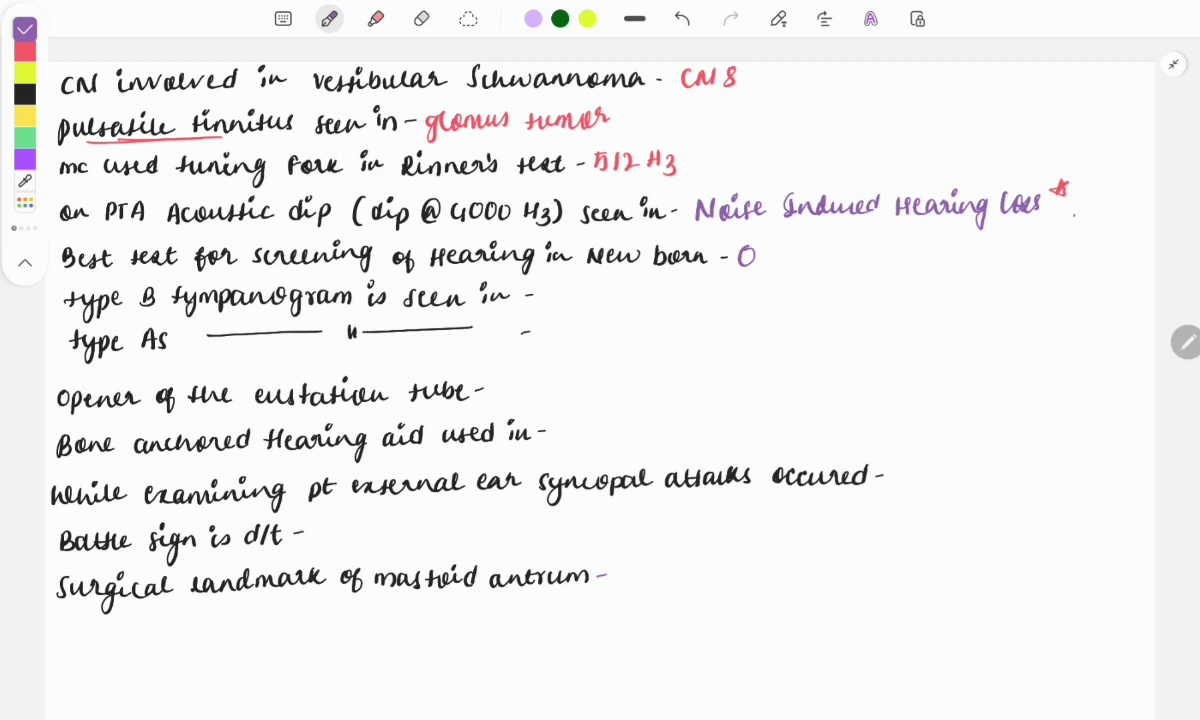 CN involved in vestibular Schwannoma - CN 8
pulsatile tinnitus seen in - glomus tumor
mc used tuning fork in Rinner's test - 512 Hz
on PTA Acoustic dip (dip @ 4000 Hz) seen in - Noise Induced Hearing loss *
Best test for screening of Hearing in New born - O
type B tympanogram is seen in -
type As —— " —— -
opener of the eustation tube -
Bone anchored Hearing aid used in -
while examining pt external ear syncopal attacks occured -
Battle sign is d/t -
Surgical landmark of mastoid antrum -